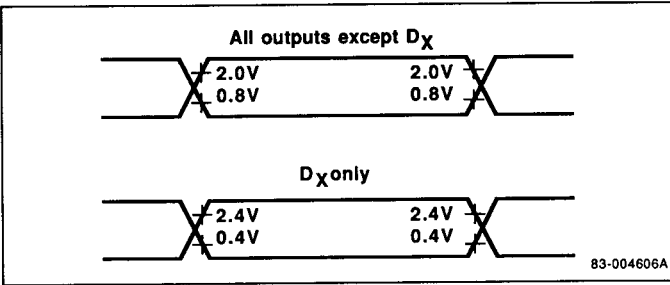 All outputs except DX
2.0V 2.0V
0.8V 0.8V
DX only
2.4V 2.4V
0.4V 0.4V
83-004606A